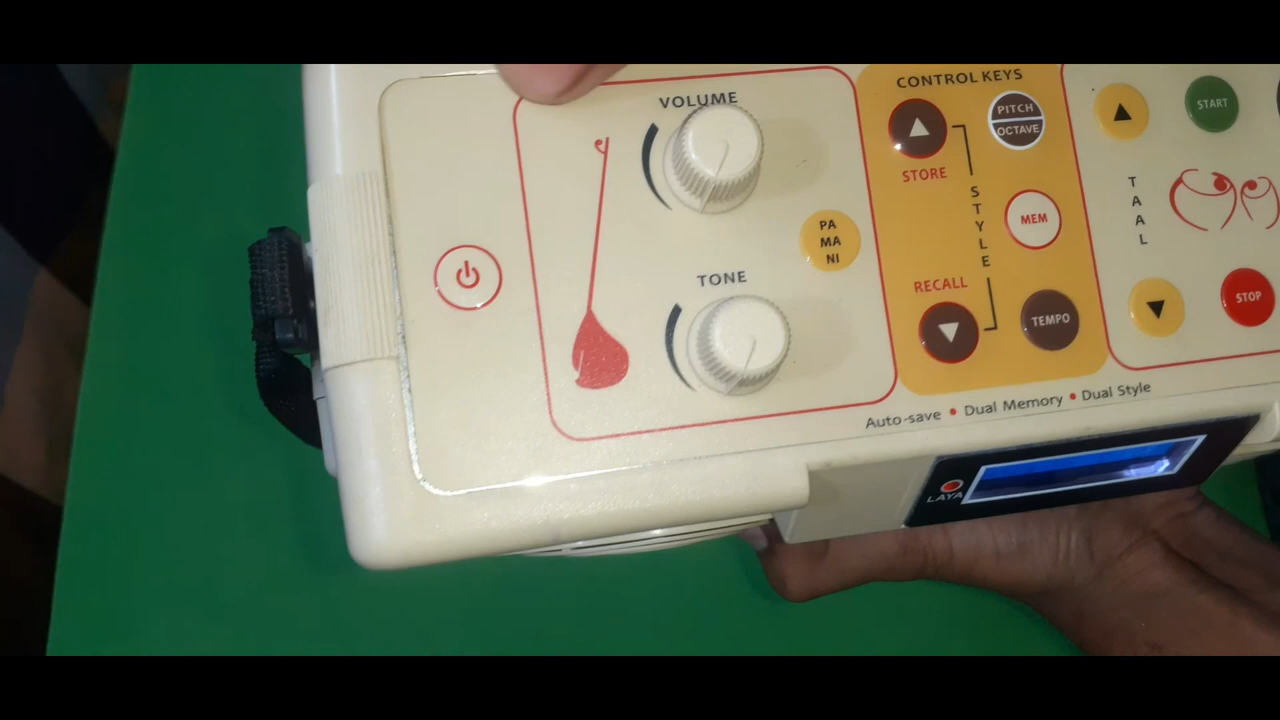 VOLUME
TONE
PA
MA
NI
CONTROL KEYS
STORE
PITCH
OCTAVE
STYLE
MEM
RECALL
TEMPO
TAAL
START
STOP
Auto-save • Dual Memory • Dual Style
LAYA